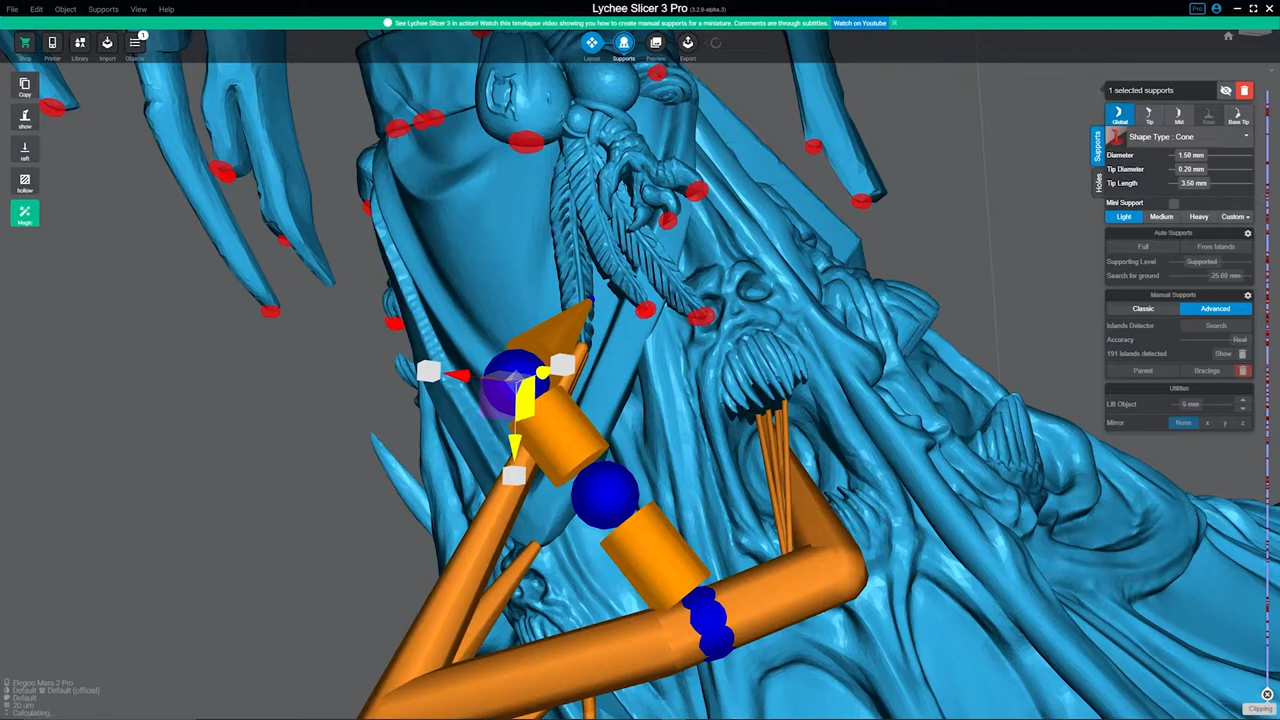 File Edit Object Supports View Help
Lychee Slicer 3 Pro (3.2.8-alpha.3)
Pro
See Lychee Slicer 3 in action! Watch this timelapse video showing you how to create manual supports for a miniature. Comments are through subtitles. Watch on Youtube
1
Shop Printer Library Import Objects Layout Supports Preview Export
Copy
show
raft
hollow
Magic
1 selected supports
Global Tip Mid Base Base Tip
Supports
Holes
Shape Type : Cone
Diameter 1.50 mm
Tip Diameter 0.20 mm
Tip Length 3.50 mm
Mini Support
Light Medium Heavy Custom
Auto Supports
Full From Islands
Supporting Level Supported
Search for ground 25.00 mm
Manual Supports
Classic Advanced
Islands Detector Search
Accuracy Real
191 Islands detected Show
Parent Bracings
Utilities
Lift Object 5 mm
Mirror None x y z
Elegoo Mars 2 Pro
Default Default (official)
Default
20 um
Calculating...
Clipping